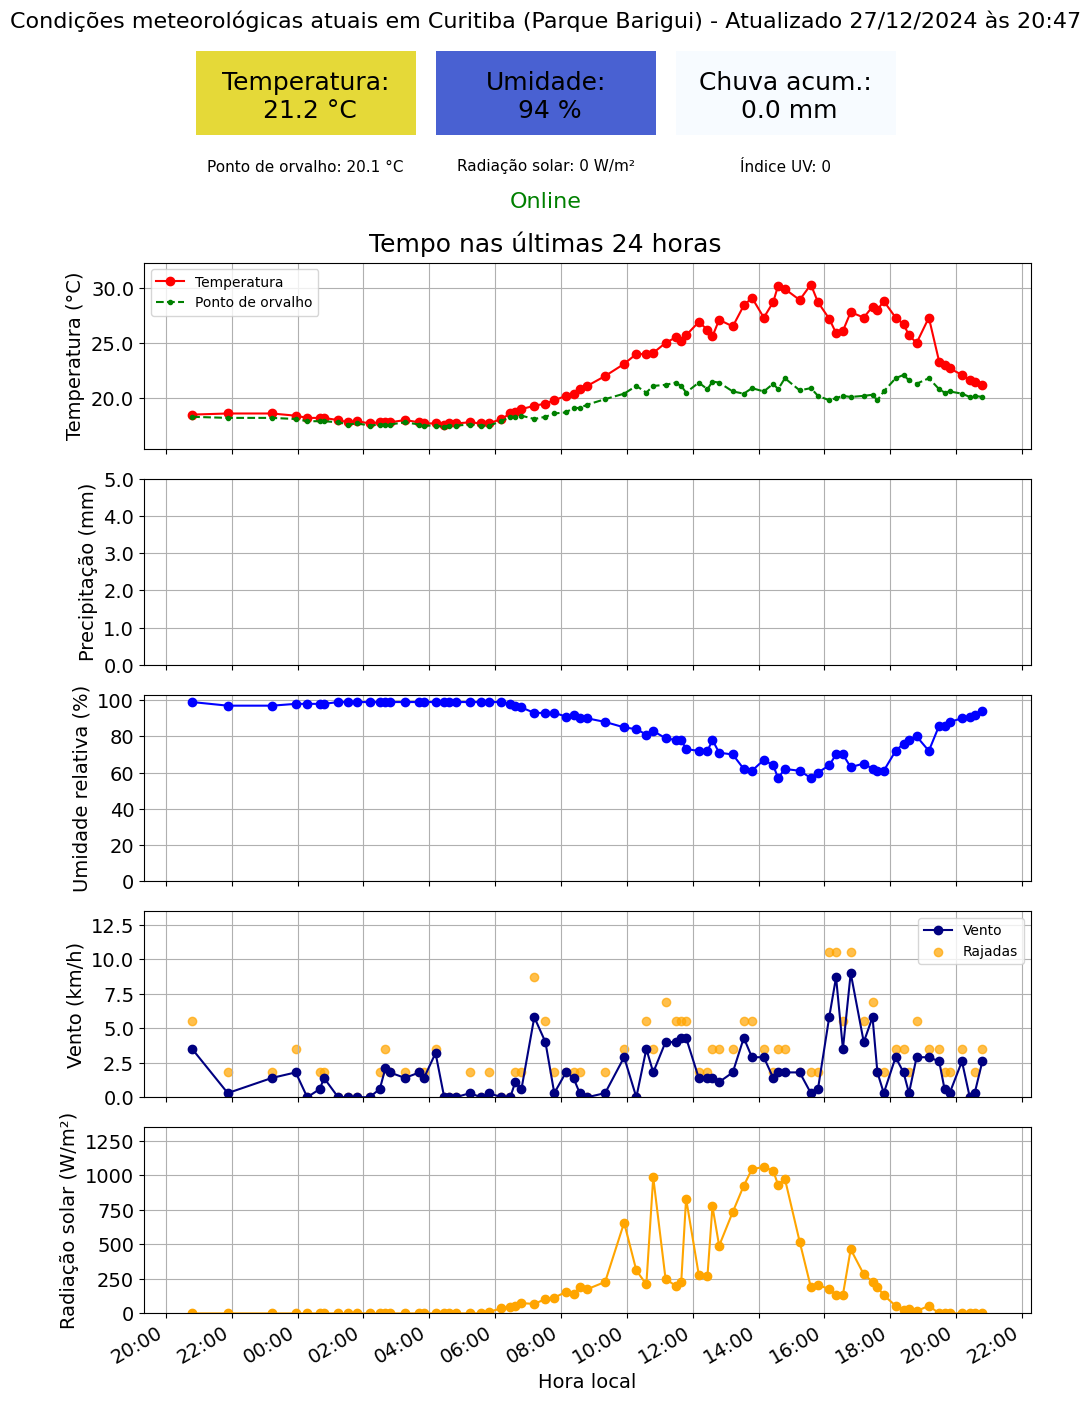 Condições meteorológicas atuais em Curitiba (Parque Barigui) - Atualizado 27/12/2024 às 20:47
Temperatura:
21.2 °C
Umidade:
94 %
Chuva acum.:
0.0 mm
Ponto de orvalho: 20.1 °C
Radiação solar: 0 W/m²
Índice UV: 0
Online
Tempo nas últimas 24 horas
Temperatura (°C)
30.0
25.0
20.0
Temperatura
Ponto de orvalho
Precipitação (mm)
5.0
4.0
3.0
2.0
1.0
0.0
Umidade relativa (%)
100
80
60
40
20
0
Vento (km/h)
12.5
10.0
7.5
5.0
2.5
0.0
Vento
Rajadas
Radiação solar (W/m²)
1250
1000
750
500
250
0
20:00
22:00
00:00
02:00
04:00
06:00
08:00
10:00
12:00
14:00
16:00
18:00
20:00
22:00
Hora local